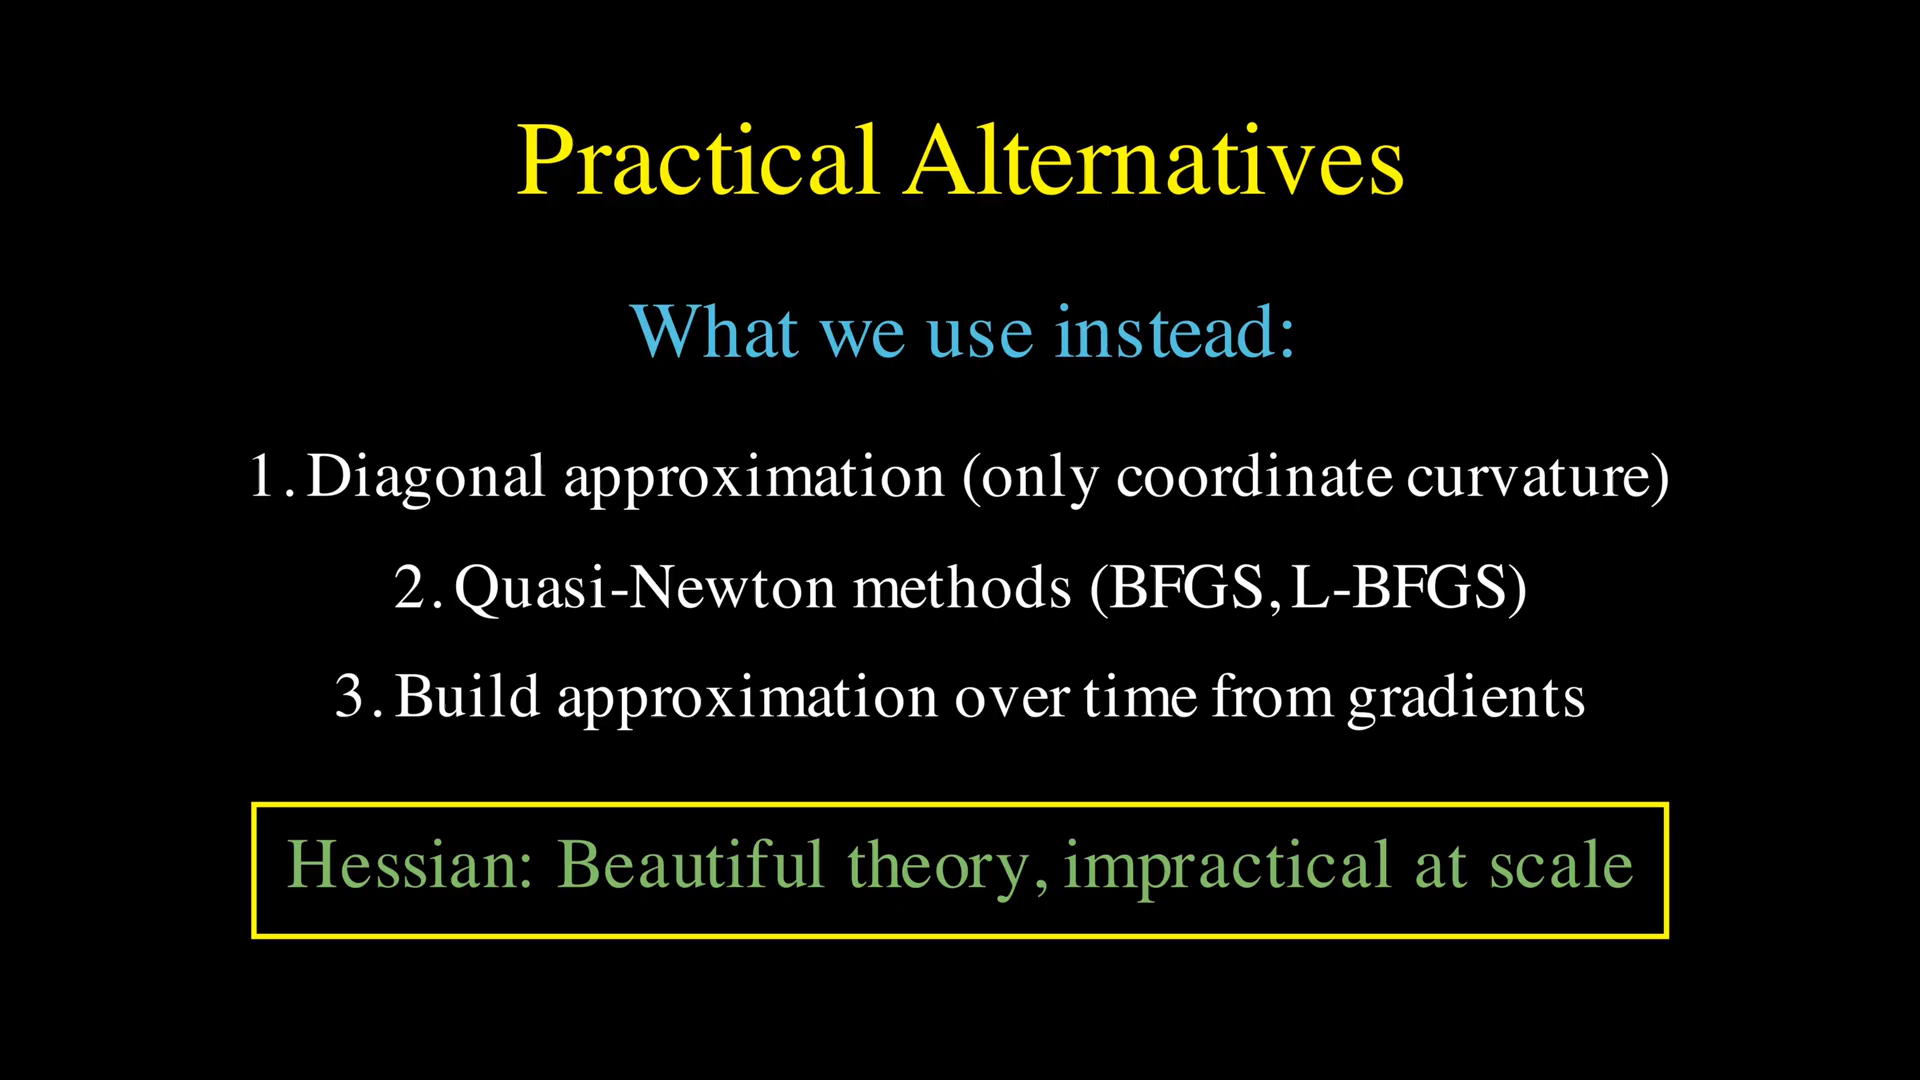 Practical Alternatives
What we use instead:
1. Diagonal approximation (only coordinate curvature)
2. Quasi-Newton methods (BFGS, L-BFGS)
3. Build approximation over time from gradients
Hessian: Beautiful theory, impractical at scale